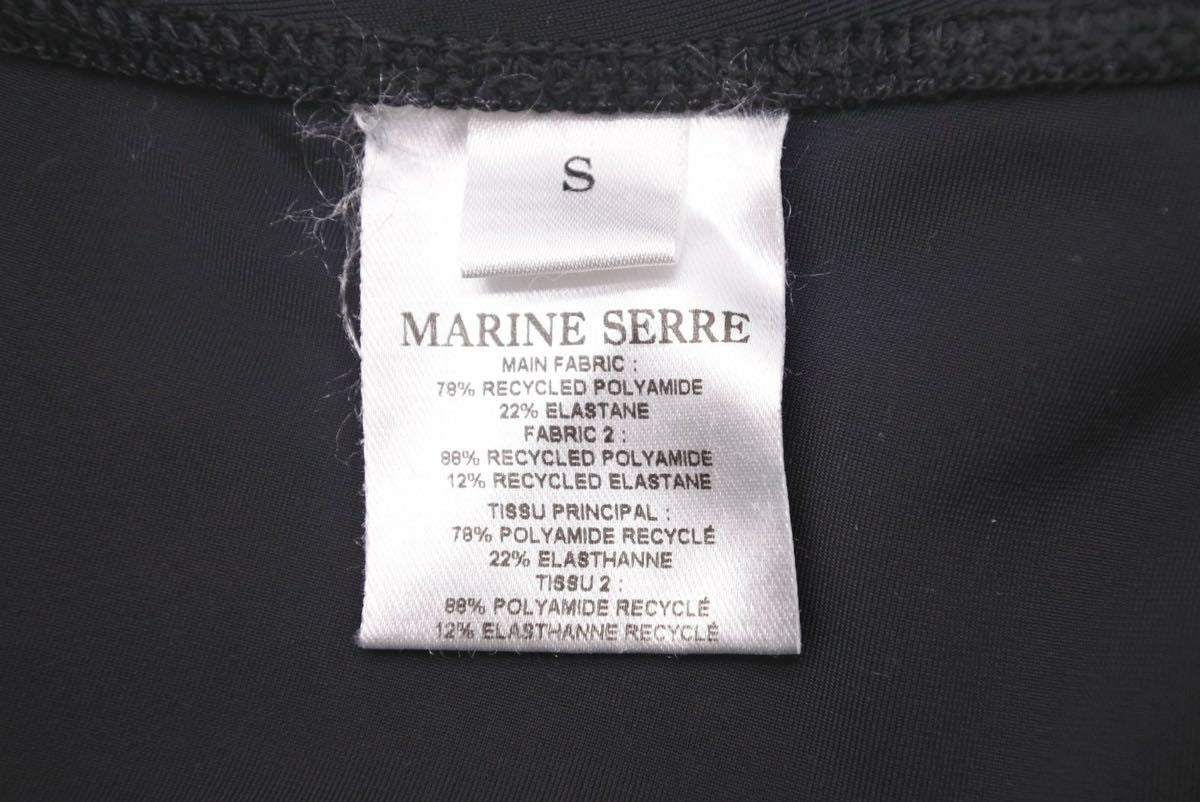 S
MARINE SERRE
MAIN FABRIC :
78% RECYCLED POLYAMIDE
22% ELASTANE
FABRIC 2 :
88% RECYCLED POLYAMIDE
12% RECYCLED ELASTANE
TISSU PRINCIPAL :
78% POLYAMIDE RECYCLÉ
22% ELASTHANNE
TISSU 2 :
88% POLYAMIDE RECYCLÉ
12% ELASTHANNE RECYCLÉ